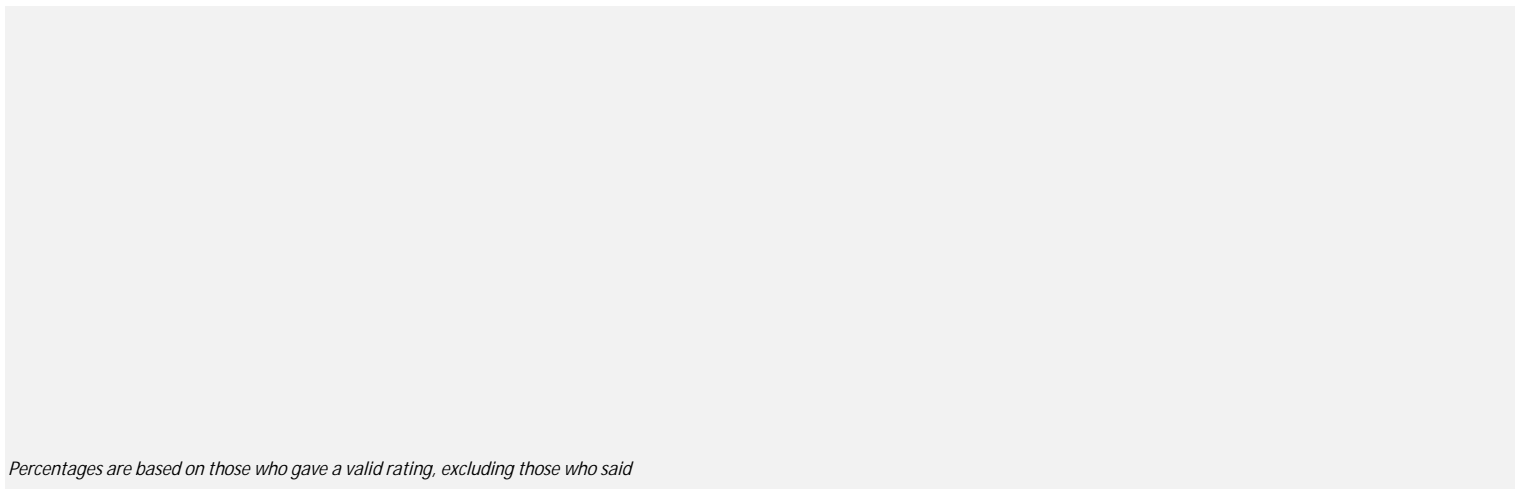 Percentages are based on those who gave a valid rating, excluding those who said